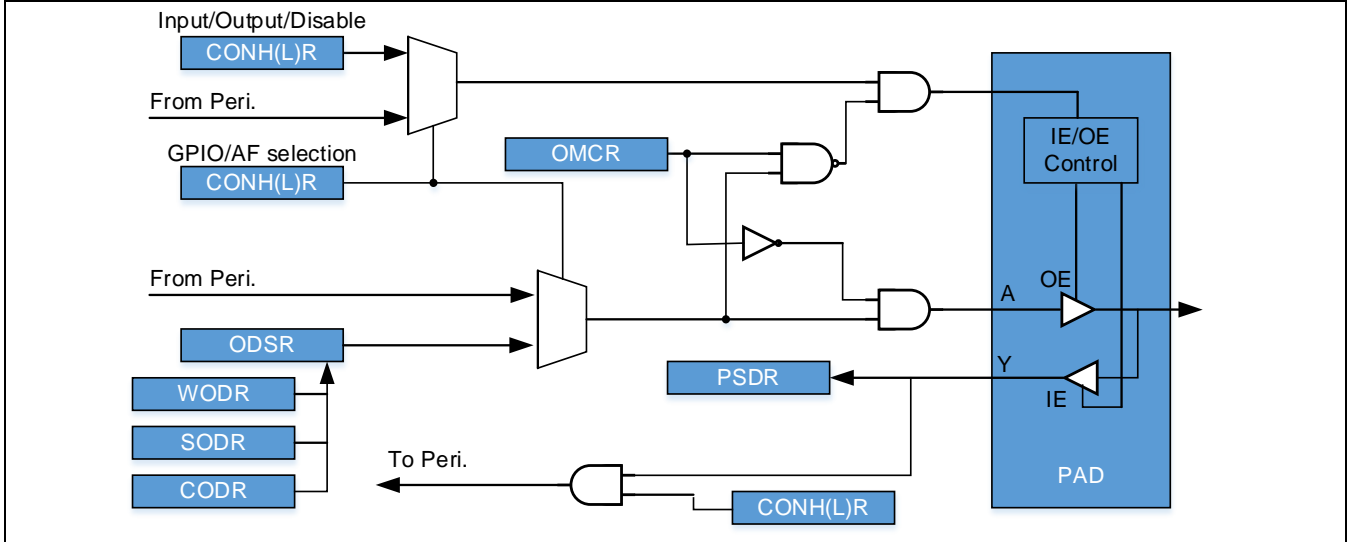 Input/Output/Disable
CONH(L)R
From Peri.
GPIO/AF selection
CONH(L)R
OMCR
IE/OE
Control
From Peri.
ODSR
WODR
SODR
CODR
A
OE
Y
IE
PSDR
To Peri.
CONH(L)R
PAD